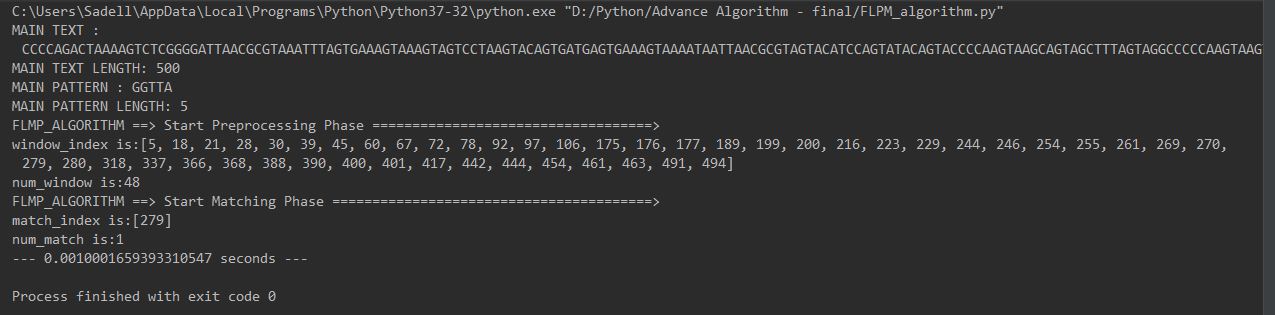 C:\Users\Sadell\AppData\Local\Programs\Python\Python37-32\python.exe "D:/Python/Advance Algorithm - final/FLPM_algorithm.py"
MAIN TEXT :
CCCCAGACTAAAAGTCTCGGGGATTAACGCGTAAATTTAGTGAAAGTAAAGTAGTCCTAAGTACAGTGATGAGTGAAAGTAAAATAATTAACGCGTAGTACATCCAGTATACAGTACCCCAAGTAAGCAGTAGCTTTAGTAGGCCCCCAAGTAAG
MAIN TEXT LENGTH: 500
MAIN PATTERN : GGTTA
MAIN PATTERN LENGTH: 5
FLMP_ALGORITHM ==> Start Preprocessing Phase ===================================>
window_index is:[5, 18, 21, 28, 30, 39, 45, 60, 67, 72, 78, 92, 97, 106, 175, 176, 177, 189, 199, 200, 216, 223, 229, 244, 246, 254, 255, 261, 269, 270,
279, 280, 318, 337, 366, 368, 388, 390, 400, 401, 417, 442, 444, 454, 461, 463, 491, 494]
num_window is:48
FLMP_ALGORITHM ==> Start Matching Phase ========================================>
match_index is:[279]
num_match is:1
--- 0.0010001659393310547 seconds ---
Process finished with exit code 0